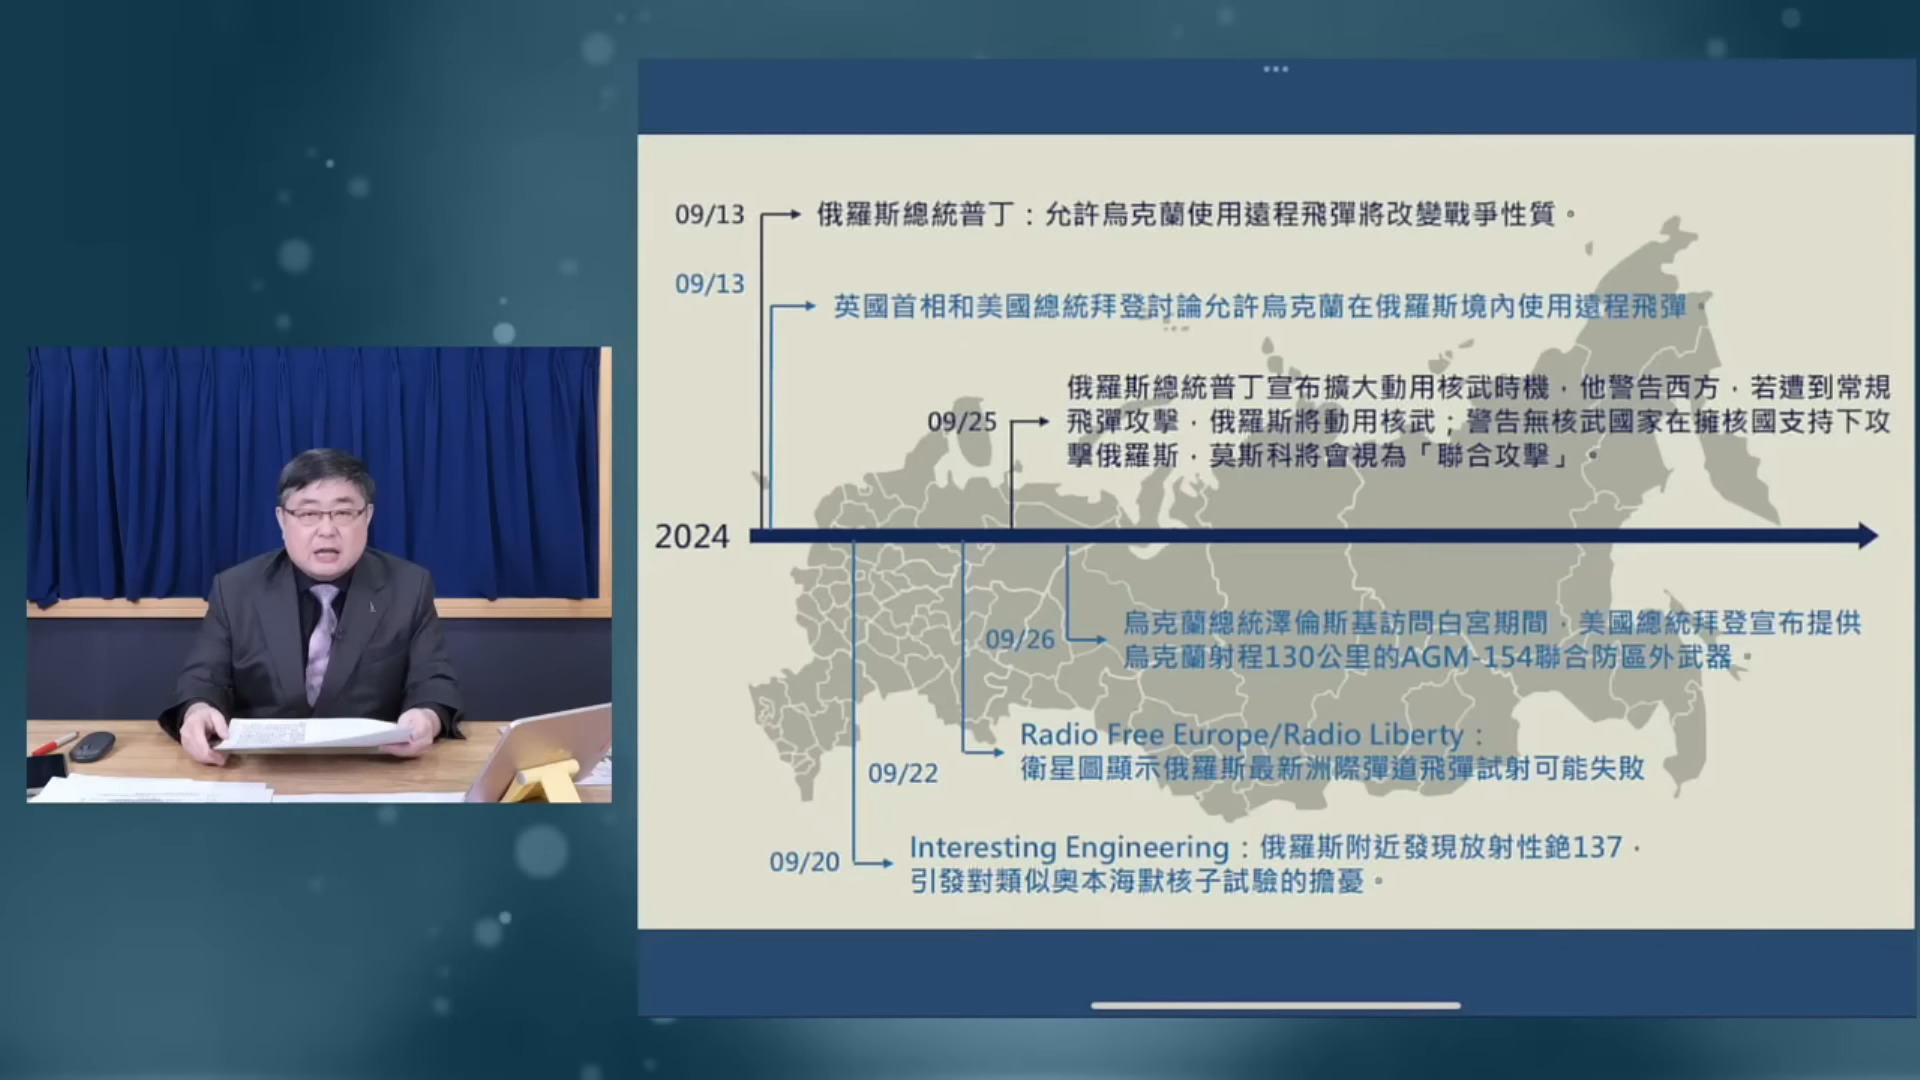 09/13
俄羅斯總統普丁：允許烏克蘭使用遠程飛彈將改變戰爭性質。
09/13
英國首相和美國總統拜登討論允許烏克蘭在俄羅斯境內使用遠程飛彈。
09/25
俄羅斯總統普丁宣布擴大動用核武時機，他警告西方，若遭到常規
飛彈攻擊，俄羅斯將動用核武；警告無核武國家在擁核國支持下攻
擊俄羅斯，莫斯科將會視為「聯合攻擊」。
2024
09/26
烏克蘭總統澤倫斯基訪問白宮期間，美國總統拜登宣布提供
烏克蘭射程130公里的AGM-154聯合防區外武器。
09/22
Radio Free Europe/Radio Liberty：
衛星圖顯示俄羅斯最新洲際彈道飛彈試射可能失敗
09/20
Interesting Engineering：俄羅斯附近發現放射性銫137，
引發對類似奧本海默核子試驗的擔憂。